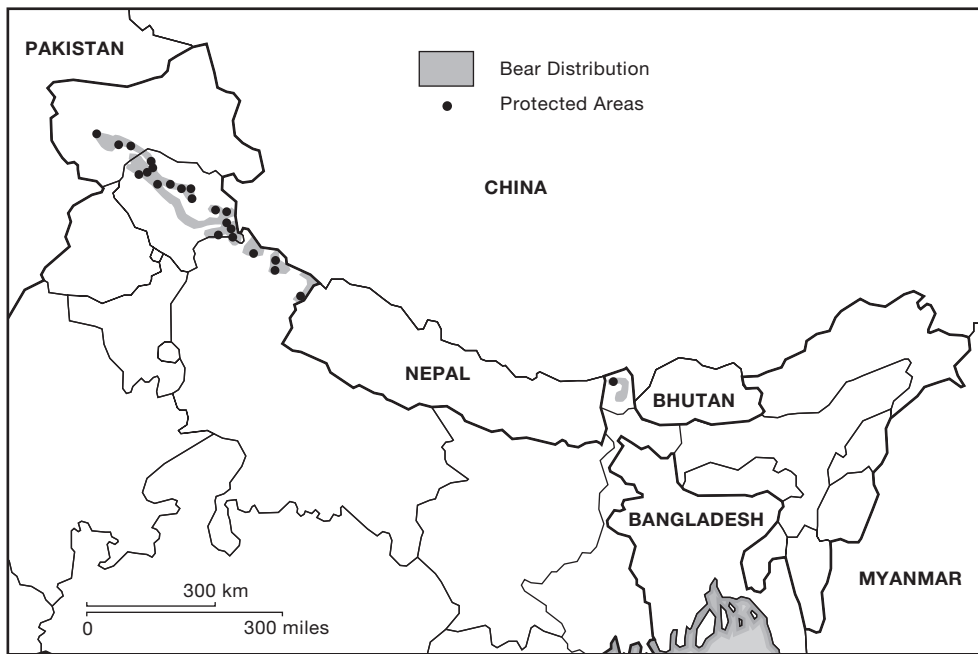 PAKISTAN
Bear Distribution
Protected Areas
CHINA
NEPAL
BHUTAN
BANGLADESH
MYANMAR
300 km
0
300 miles